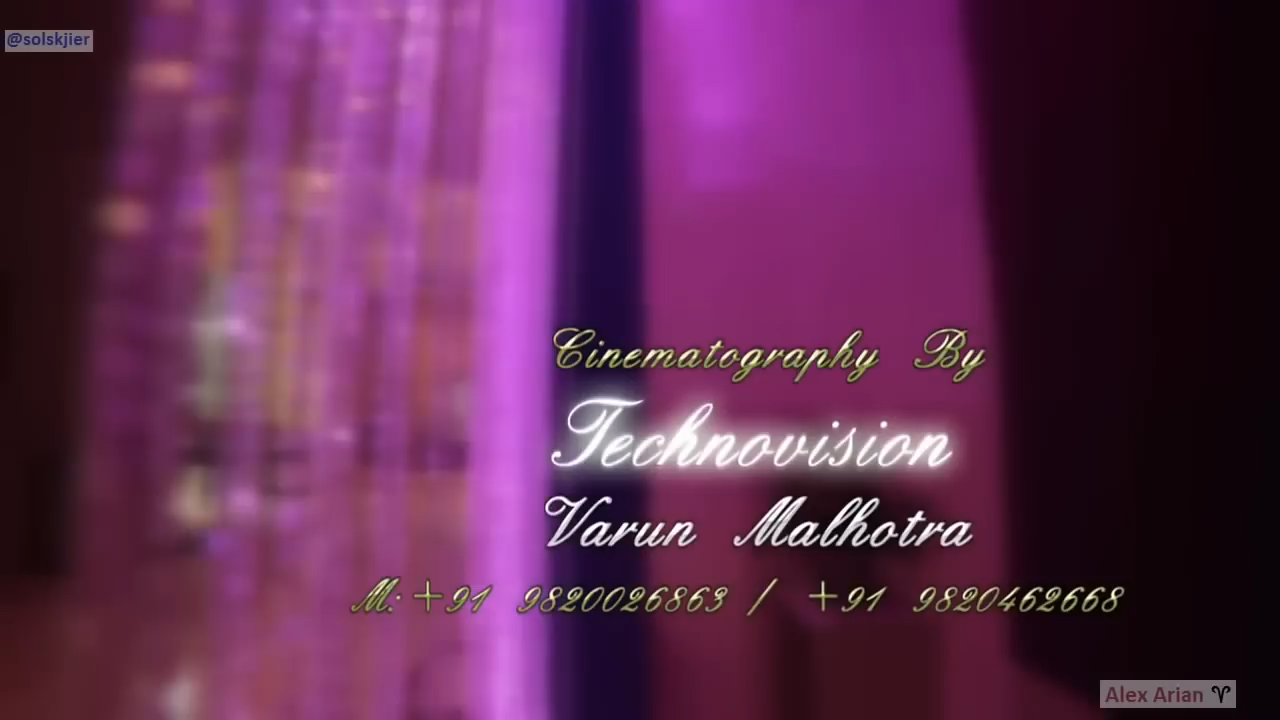 @solskjier
Cinematography By
Technovision
Varun Malhotra
M: +91 9820026863 / +91 9820462668
Alex Arian ♈